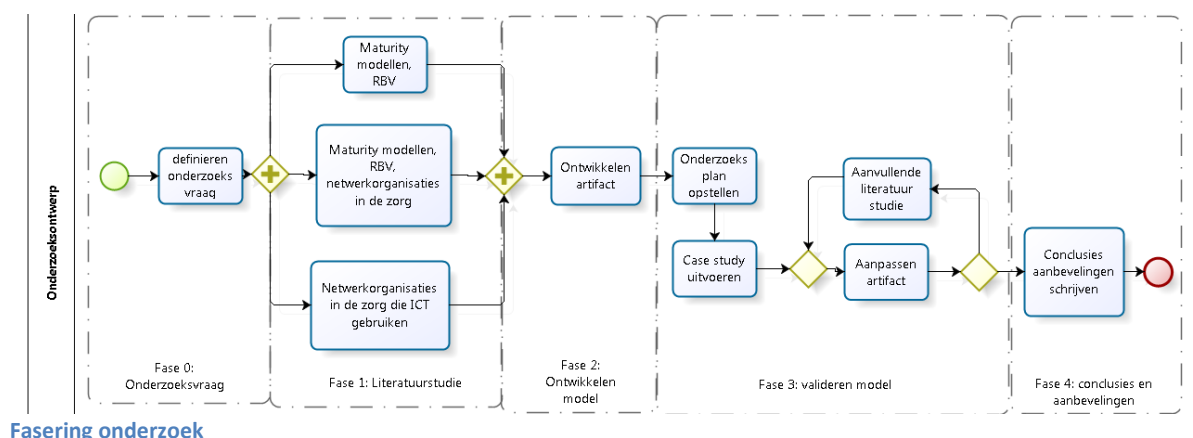 Onderzoeksontwerp
definieren
onderzoeks
vraag
Fase 0:
Onderzoeksvraag
Maturity
modellen,
RBV
Maturity modellen,
RBV,
netwerkorganisaties
in de zorg
Netwerkorganisaties
in de zorg die ICT
gebruiken
Fase 1: Literatuurstudie
Ontwikkelen
artifact
Fase 2:
Ontwikkelen
model
Onderzoeks
plan
opstellen
Case study
uitvoeren
Aanvullende
literatuur
studie
Aanpassen
artifact
Fase 3: valideren model
Conclusies
aanbevelingen
schrijven
Fase 4: conclusies en
aanbevelingen
Fasering onderzoek